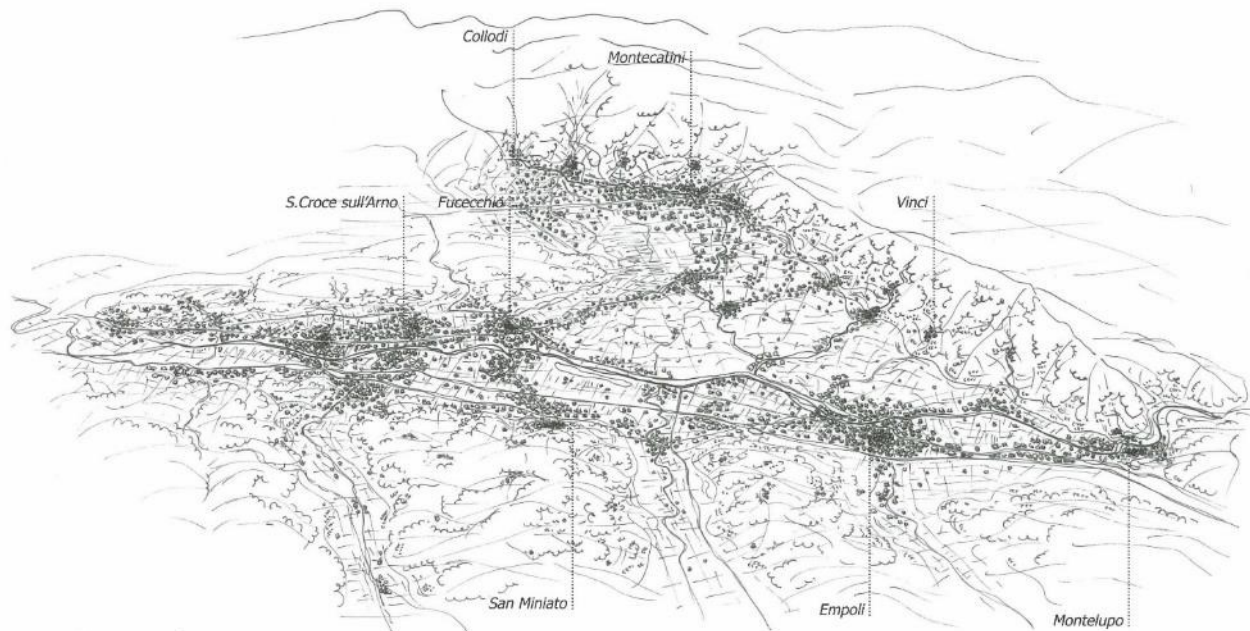 Collodi
Montecatini
S.Croce sull'Arno
Fucecchio
Vinci
San Miniato
Empoli
Montelupo